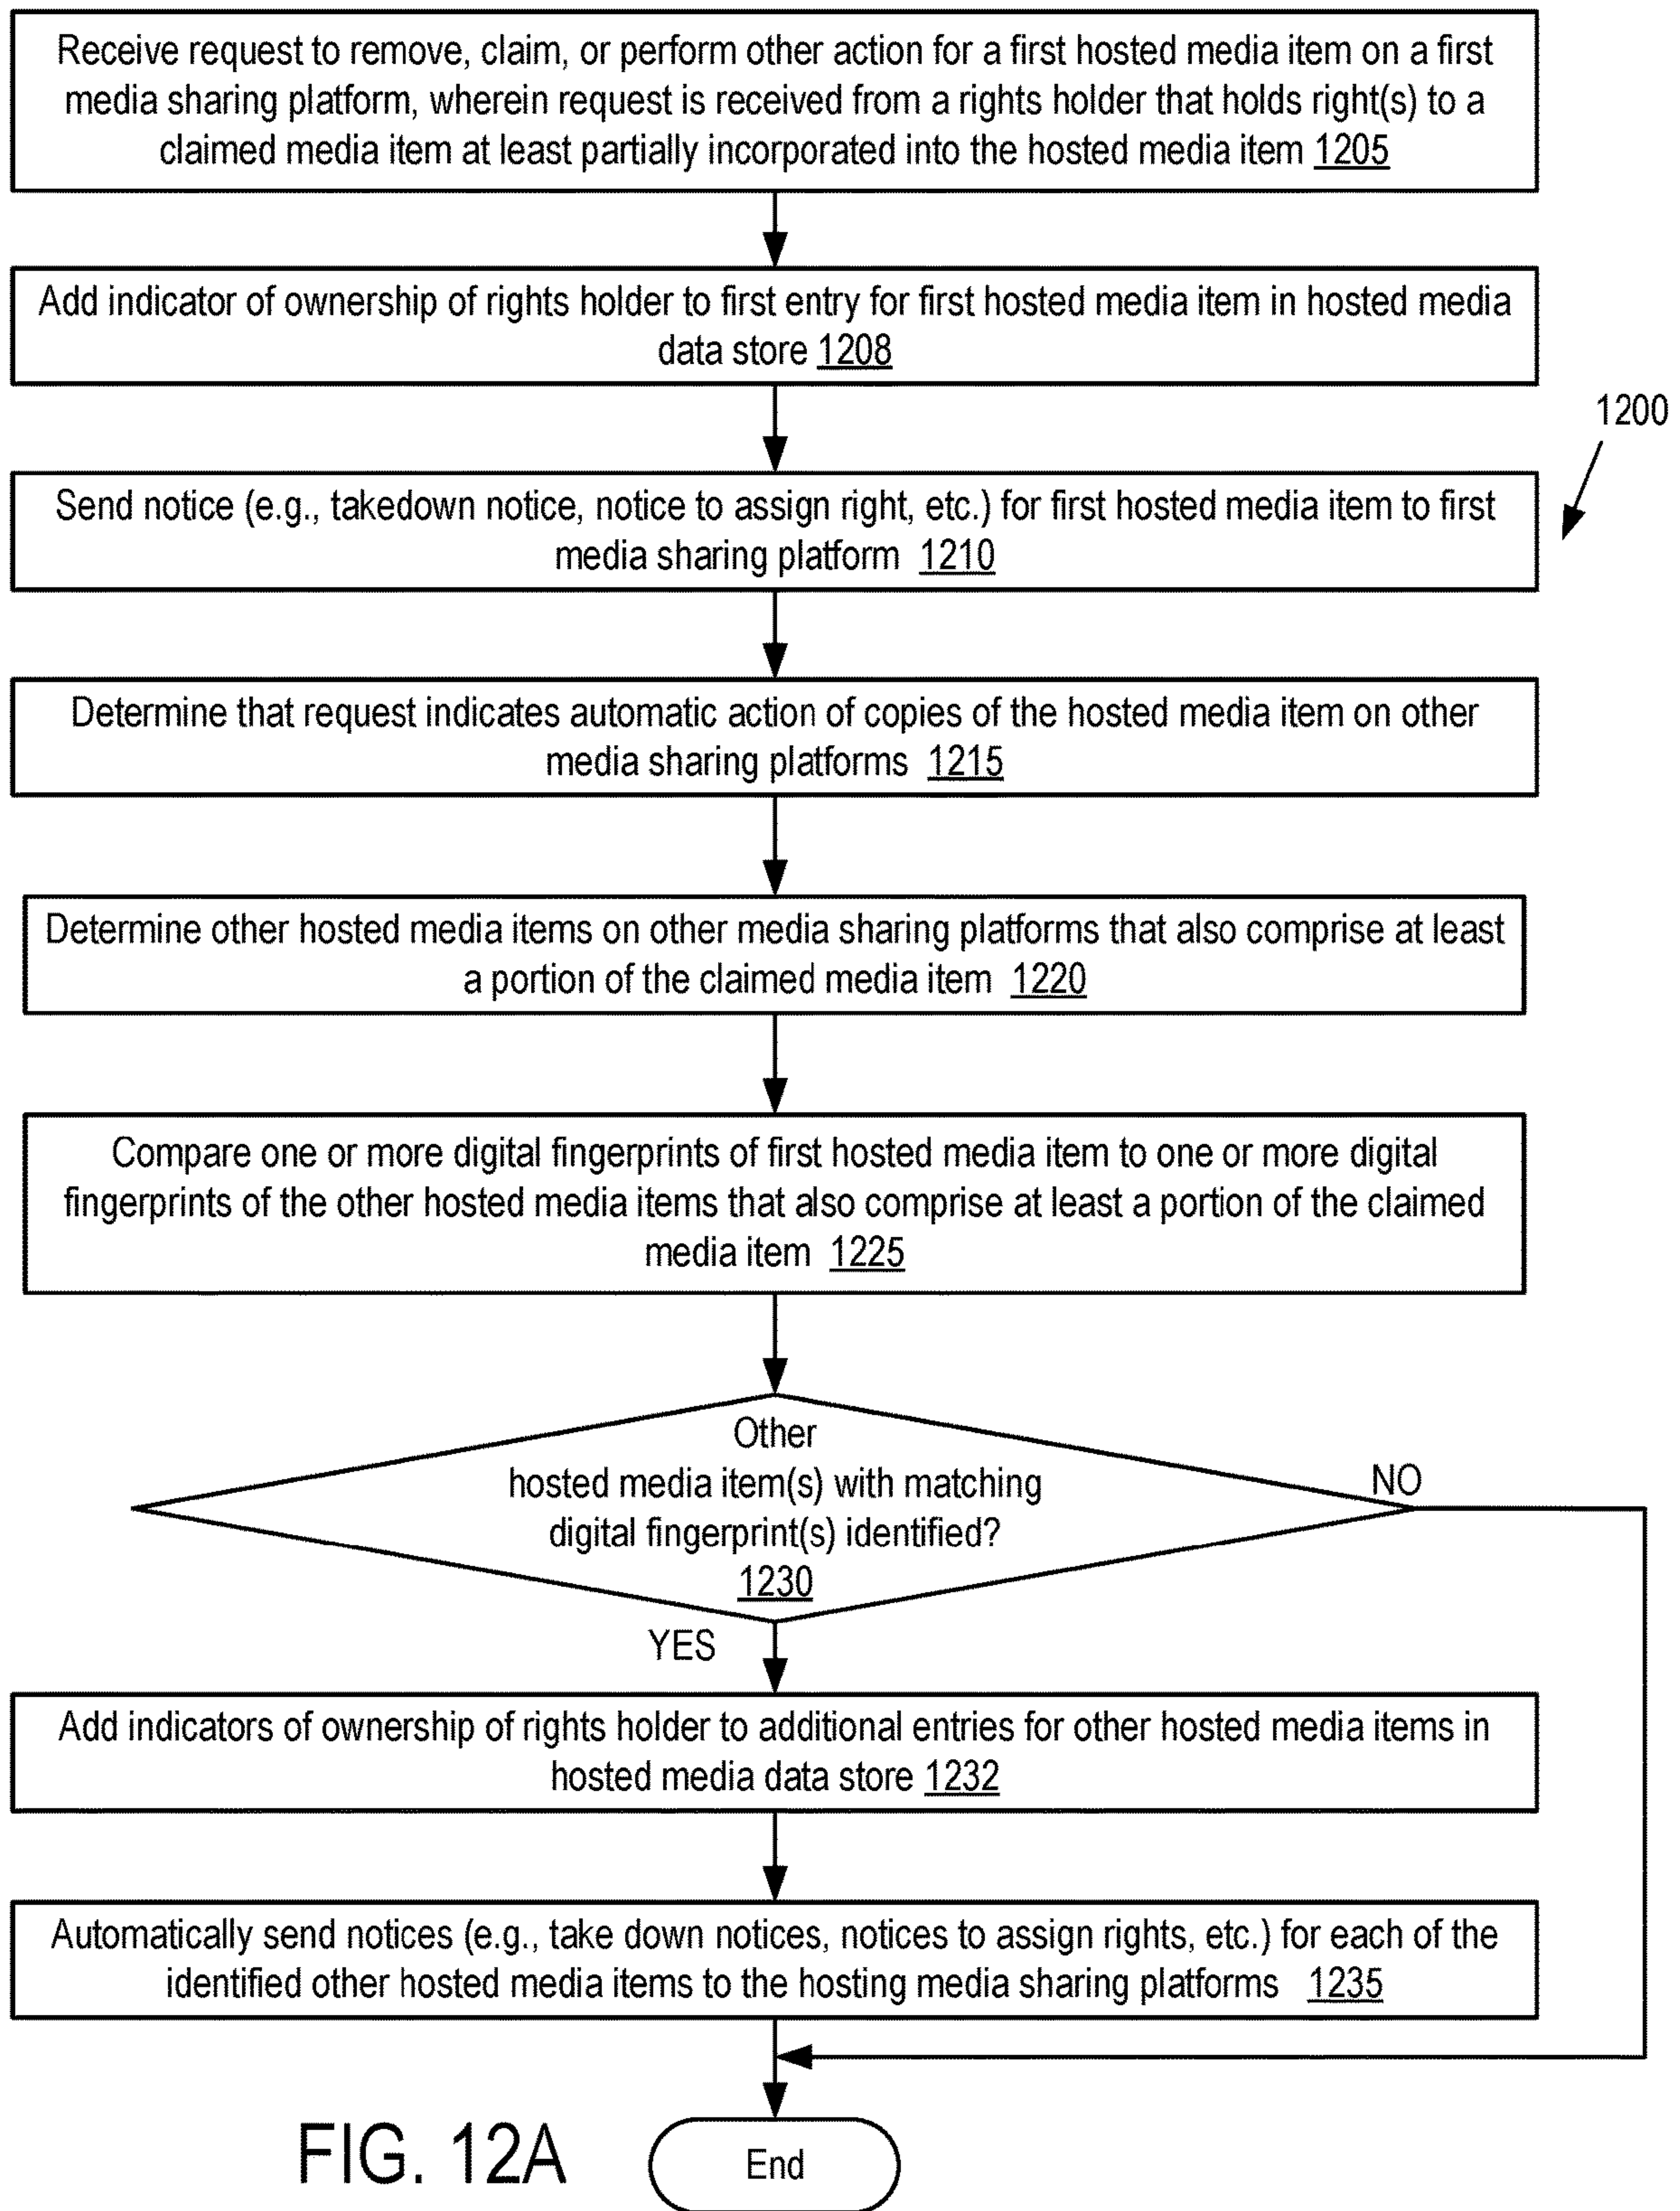 Receive request to remove, claim, or perform other action for a first hosted media item on a first
media sharing platform, wherein request is received from a rights holder that holds right(s) to a
claimed media item at least partially incorporated into the hosted media item 1205
Add indicator of ownership of rights holder to first entry for first hosted media item in hosted media
data store 1208
1200
Send notice (e.g., takedown notice, notice to assign right, etc.) for first hosted media item to first
media sharing platform 1210
Determine that request indicates automatic action of copies of the hosted media item on other
media sharing platforms 1215
Determine other hosted media items on other media sharing platforms that also comprise at least
a portion of the claimed media item 1220
Compare one or more digital fingerprints of first hosted media item to one or more digital
fingerprints of the other hosted media items that also comprise at least a portion of the claimed
media item 1225
Other
hosted media item(s) with matching
digital fingerprint(s) identified?
1230
NO
YES
Add indicators of ownership of rights holder to additional entries for other hosted media items in
hosted media data store 1232
Automatically send notices (e.g., take down notices, notices to assign rights, etc.) for each of the
identified other hosted media items to the hosting media sharing platforms 1235
End
FIG. 12A